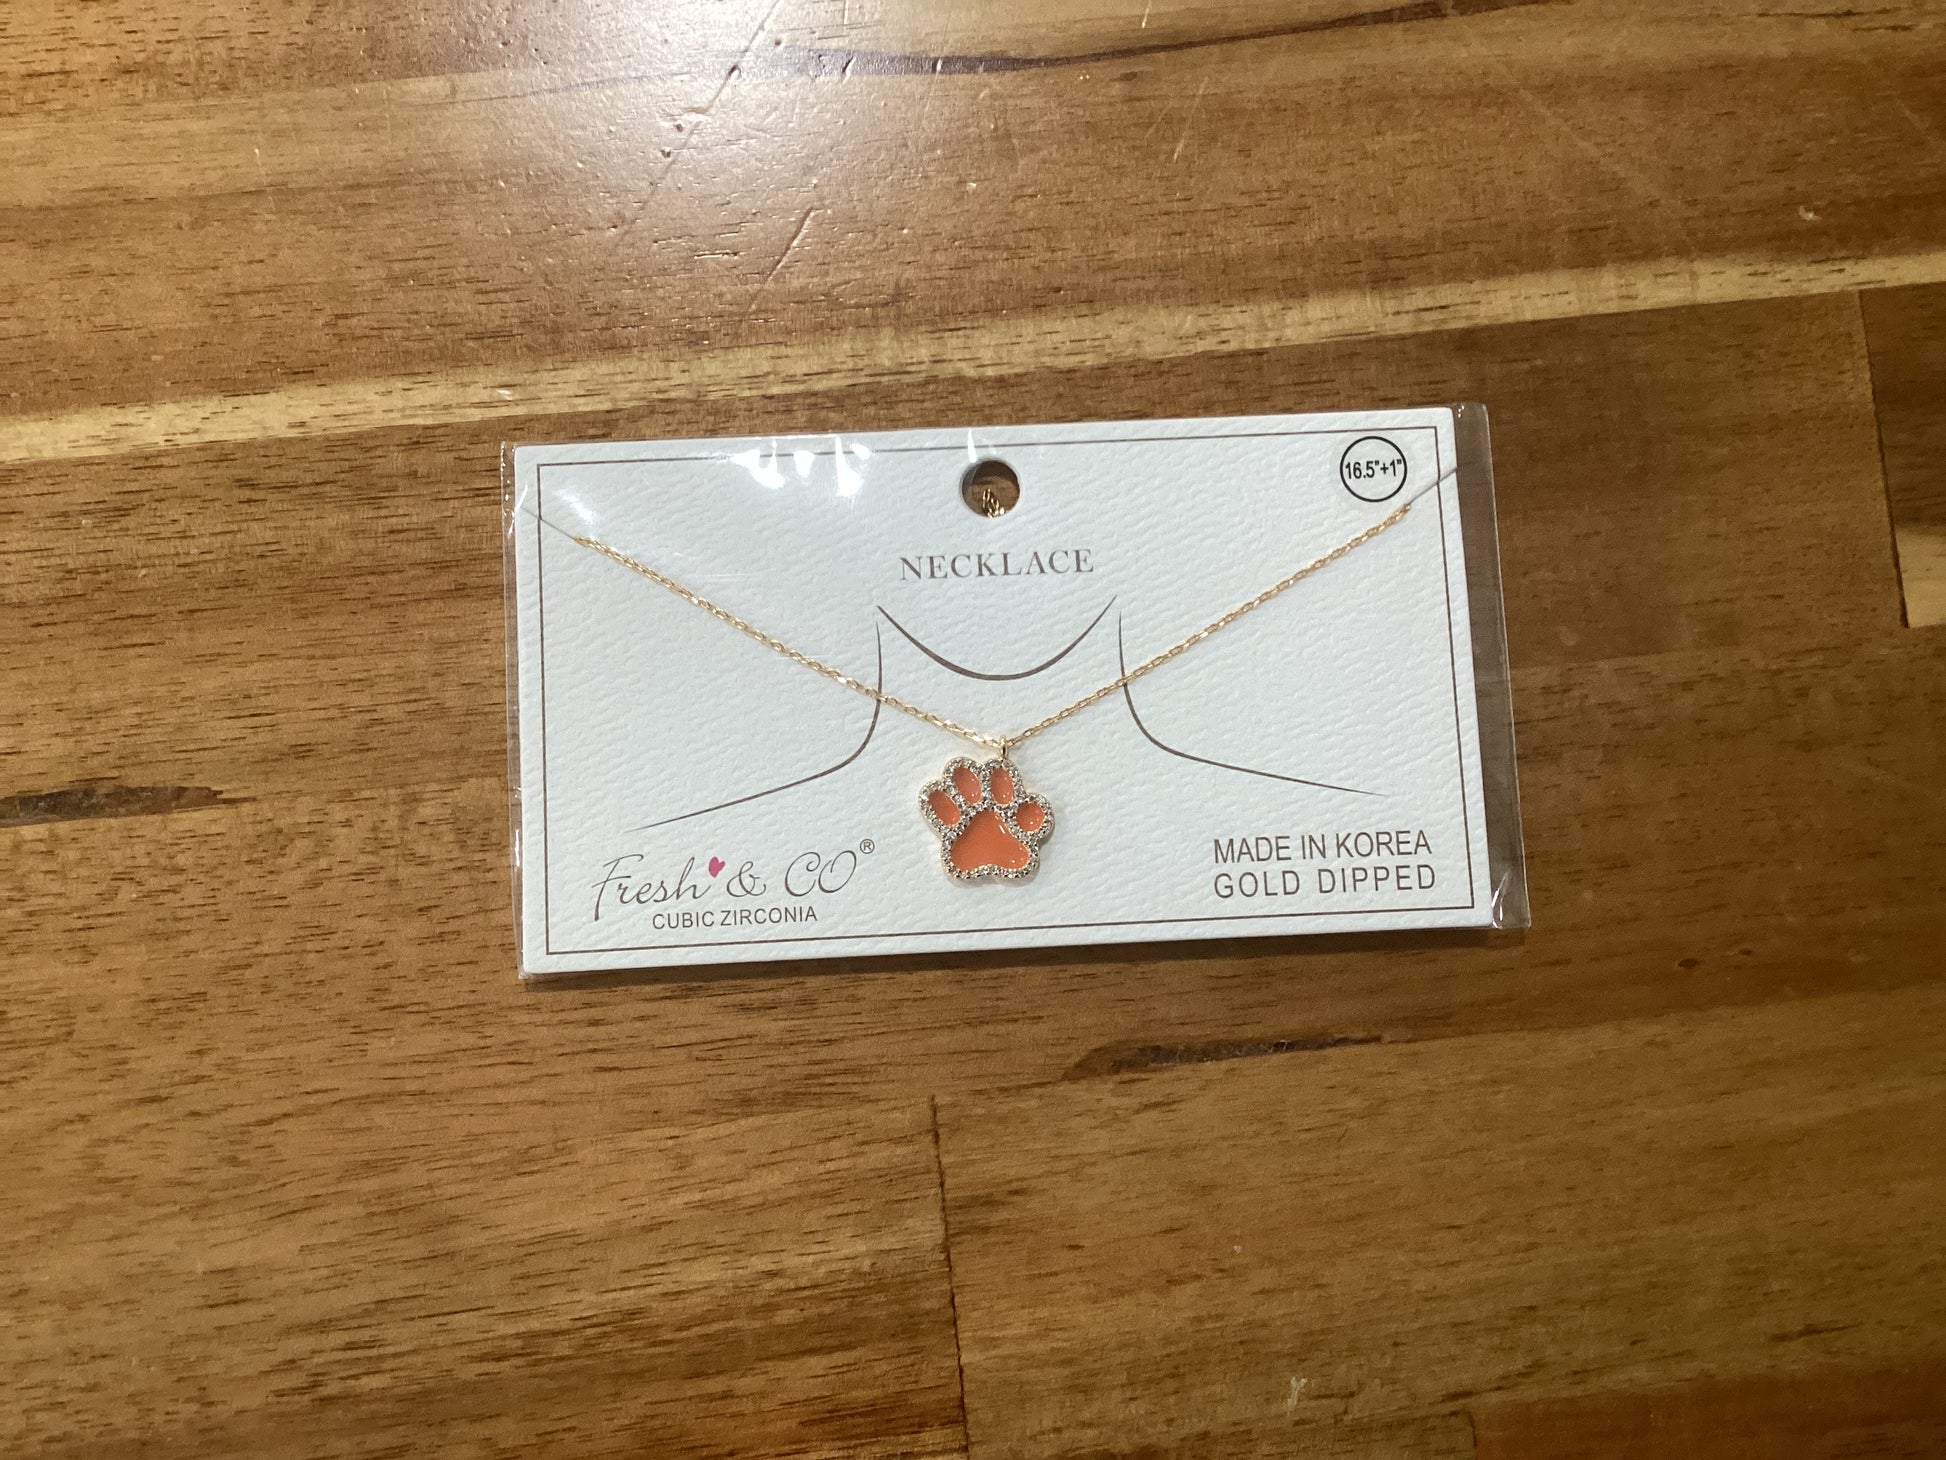 16.5"+1"
NECKLACE
Fresh & CO®
CUBIC ZIRCONIA
MADE IN KOREA
GOLD DIPPED